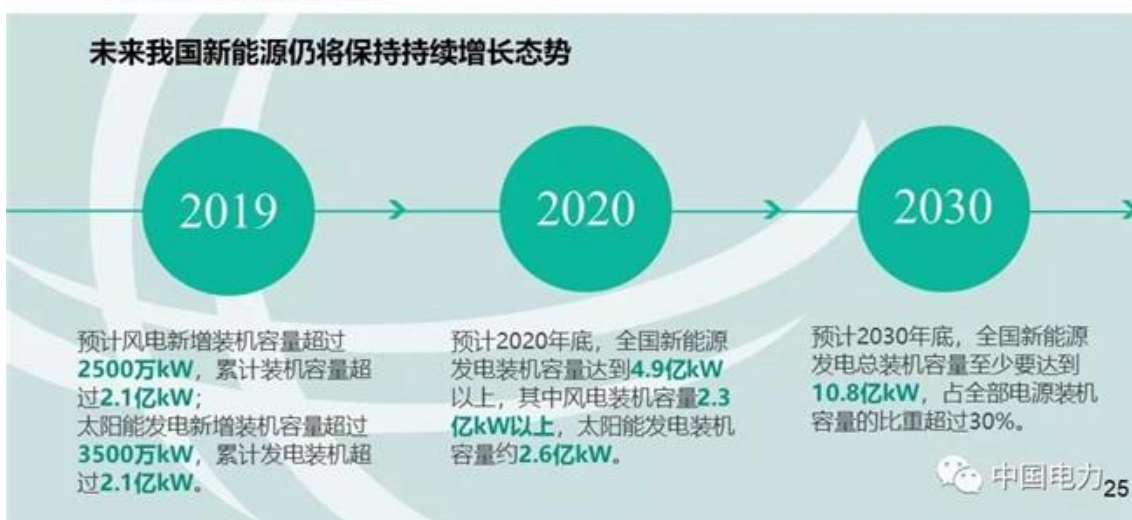 未来我国新能源仍将保持持续增长态势
2019
2020
2030
预计风电新增装机容量超过
2500万kW，累计装机容量超
过2.1亿kW；
太阳能发电新增装机容量超过
3500万kW，累计发电装机超
过2.1亿kW。
预计2020年底，全国新能源
发电装机容量达到4.9亿kW
以上，其中风电装机容量2.3
亿kW以上，太阳能发电装机
容量约2.6亿kW。
预计2030年底，全国新能源
发电总装机容量至少要达到
10.8亿kW，占全部电源装机
容量的比重超过30%。
中国电力
25